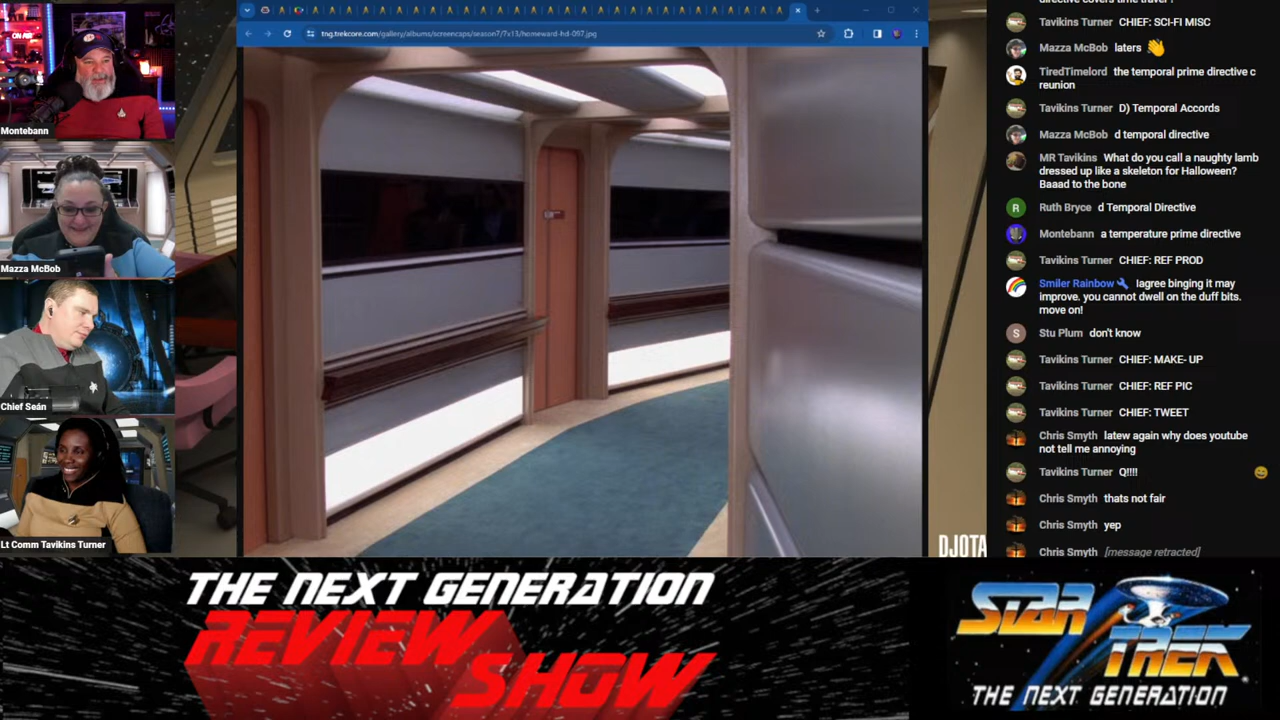 ON AIR
Montebann
Mazza McBob
Chief Seán
Lt Comm Tavikins Turner
tng.trekcore.com/gallery/albums/screencaps/season7/7x13/homeward-hd-097.jpg
DJOTA
Tavikins Turner CHIEF: SCI-FI MISC
Mazza McBob laters 👋
TiredTimelord the temporal prime directive c
reunion
Tavikins Turner D) Temporal Accords
Mazza McBob d temporal directive
MR Tavikins What do you call a naughty lamb
dressed up like a skeleton for Halloween?
Baaad to the bone
R
Ruth Bryce d Temporal Directive
Montebann a temperature prime directive
Tavikins Turner CHIEF: REF PROD
Smiler Rainbow Iagree binging it may
improve. you cannot dwell on the duff bits.
move on!
S
Stu Plum don't know
Tavikins Turner CHIEF: MAKE- UP
Tavikins Turner CHIEF: REF PIC
Tavikins Turner CHIEF: TWEET
Chris Smyth latew again why does youtube
not tell me annoying
Tavikins Turner Q!!!!
Chris Smyth thats not fair
Chris Smyth yep
Chris Smyth [message retracted]
THE NEXT GENERATION
REVIEW
SHOW
STAR
TREK
THE NEXT GENERATION